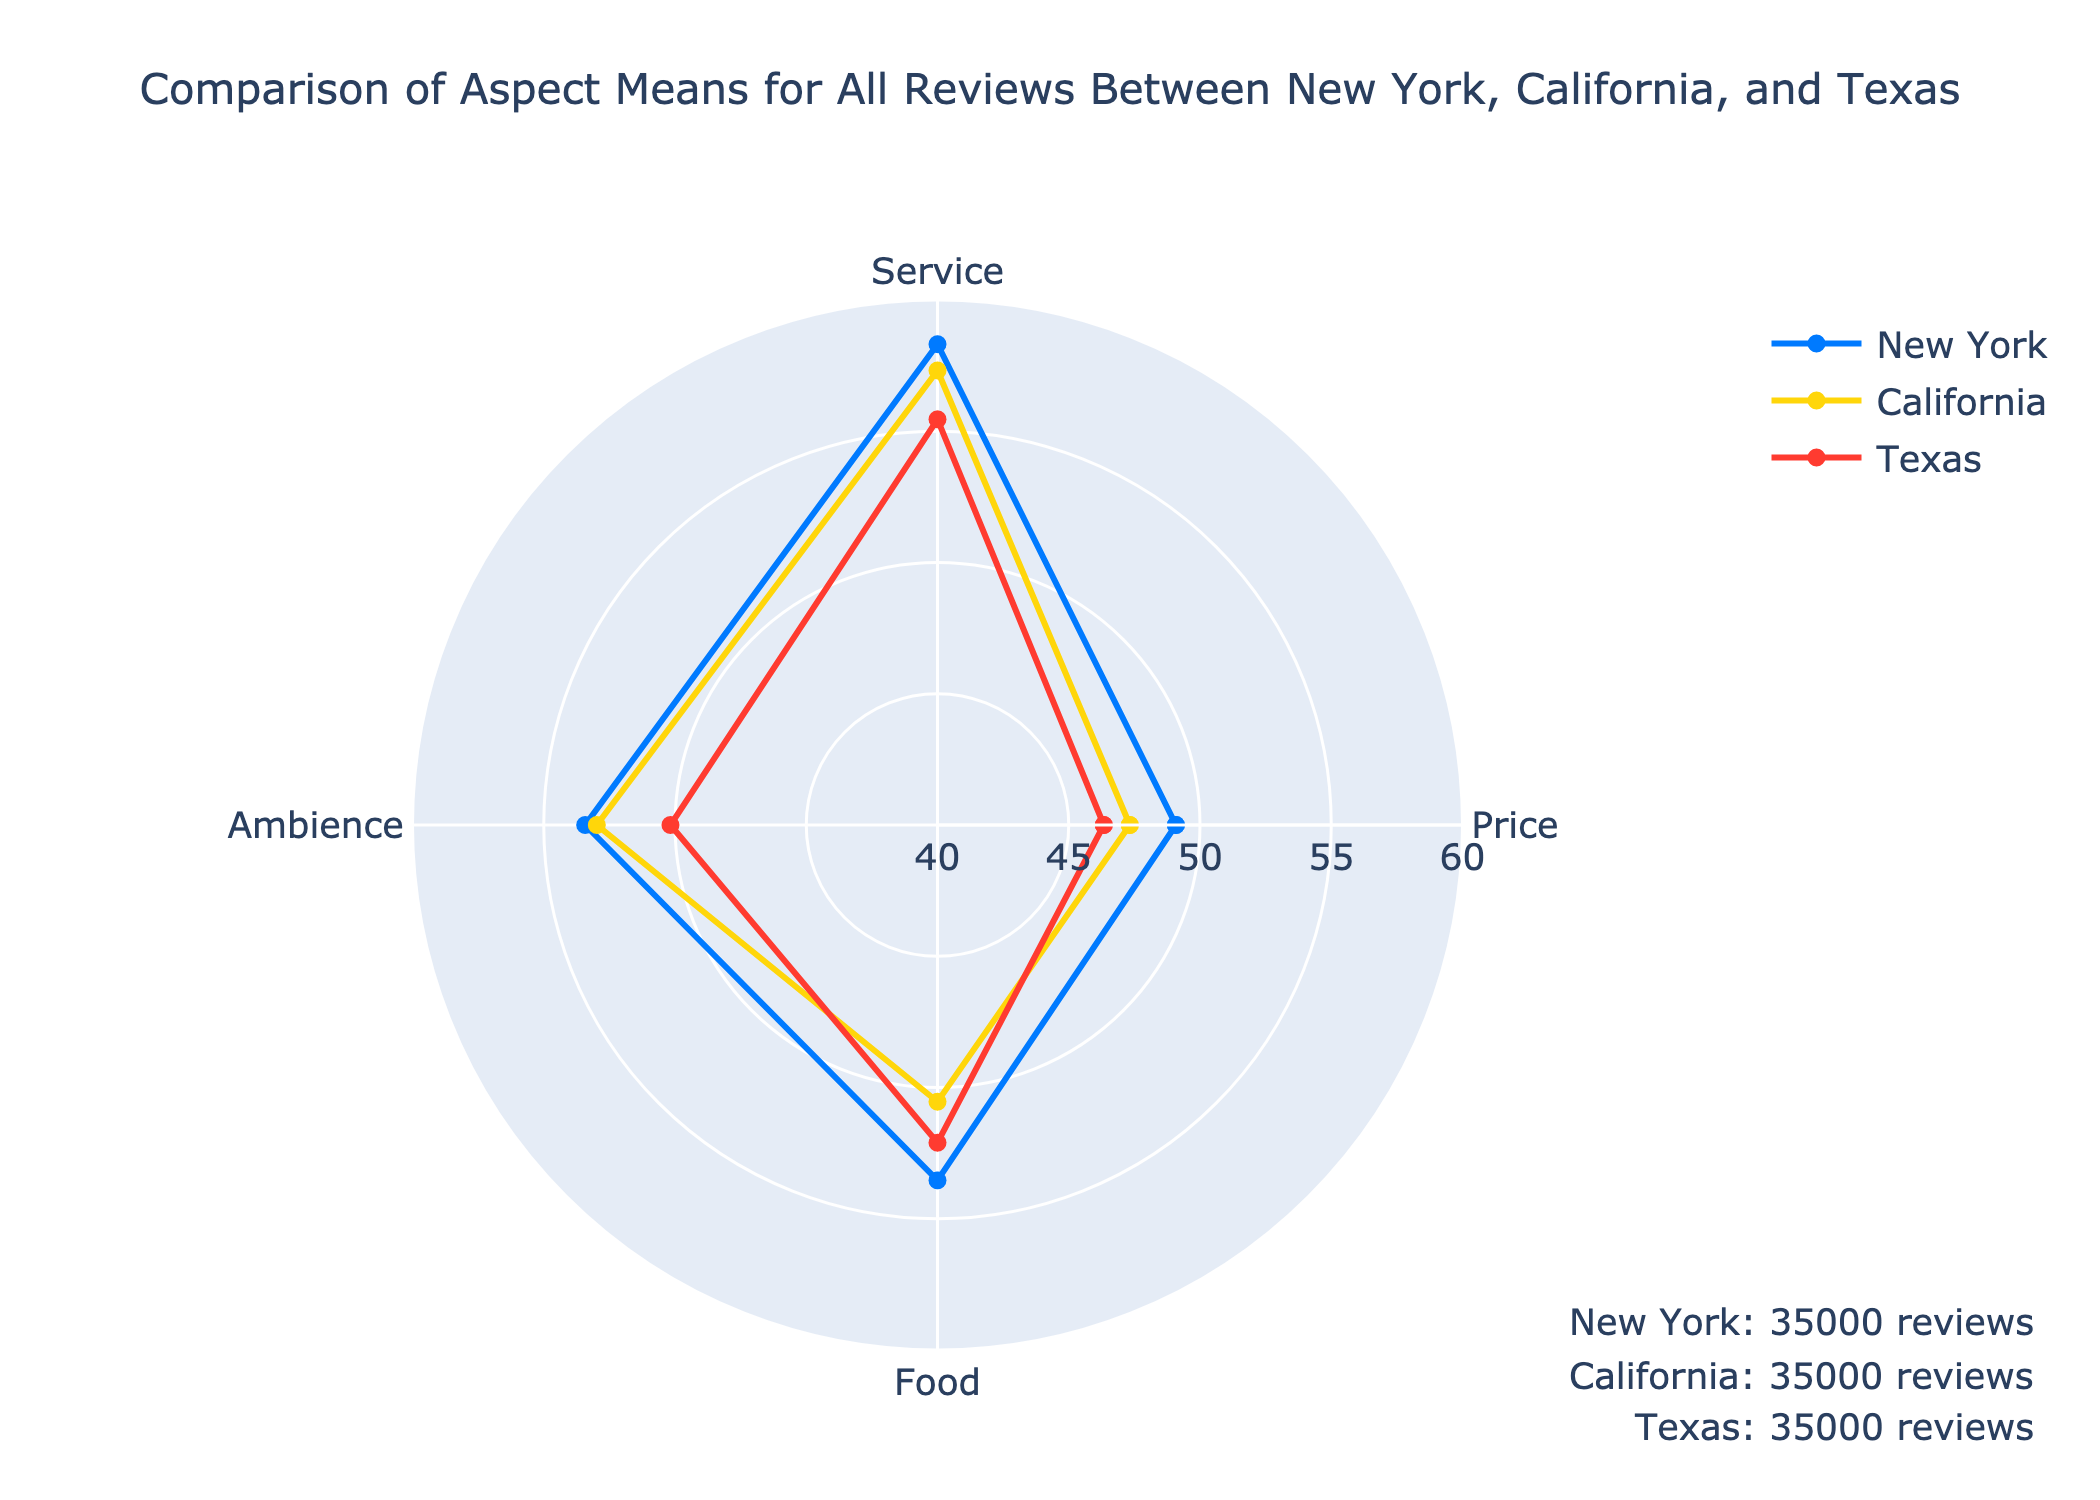 Comparison of Aspect Means for All Reviews Between New York, California, and Texas
Service
New York
California
Texas
Ambience
Price
40
45
50
55
60
Food
New York: 35000 reviews
California: 35000 reviews
Texas: 35000 reviews